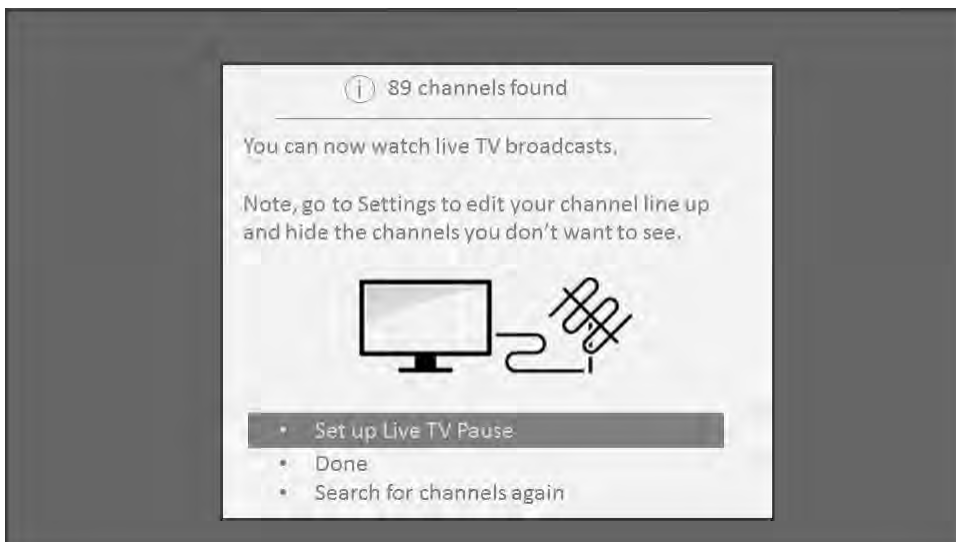 89 channels found
You can now watch live TV broadcasts.
Note, go to Settings to edit your channel line up
and hide the channels you don't want to see.
• Set up Live TV Pause
• Done
• Search for channels again